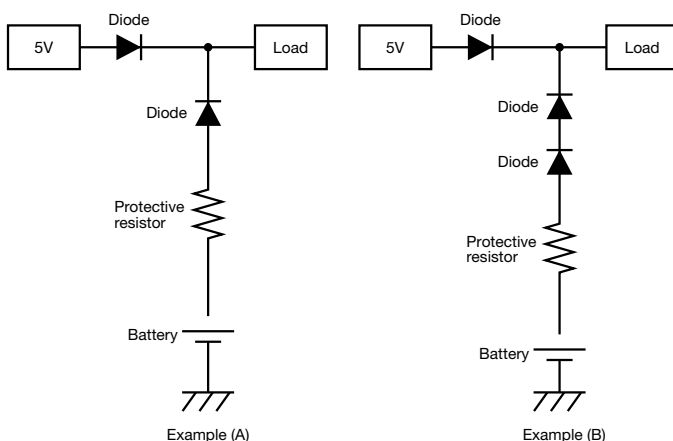 Diode
5V
Load
Diode
Protective
resistor
Battery
Example (A)
Diode
5V
Load
Diode
Diode
Protective
resistor
Battery
Example (B)